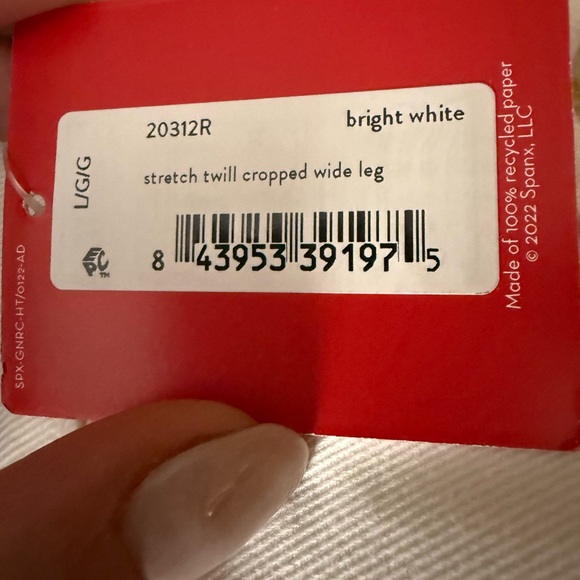 20312R
bright white
L/G/G
stretch twill cropped wide leg
EPC™
8 43953 39197 5
SPX-GNRC-HT/0122-AD
Made of 100% recycled paper
© 2022 Spanx, LLC